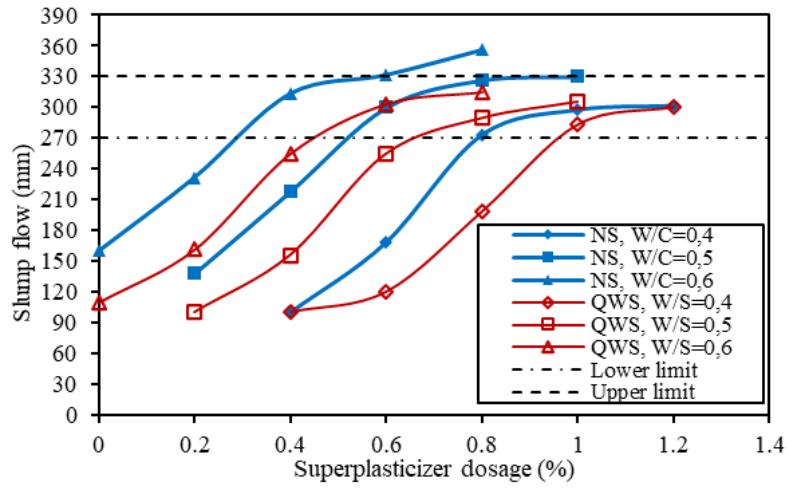 390
360
330
300
270
240
210
180
150
120
90
60
30
0
Slump flow (mm)
NS, W/C=0,4
NS, W/C=0,5
NS, W/C=0,6
QWS, W/S=0,4
QWS, W/S=0,5
QWS, W/S=0,6
Lower limit
Upper limit
0 0.2 0.4 0.6 0.8 1 1.2 1.4
Superplasticizer dosage (%)